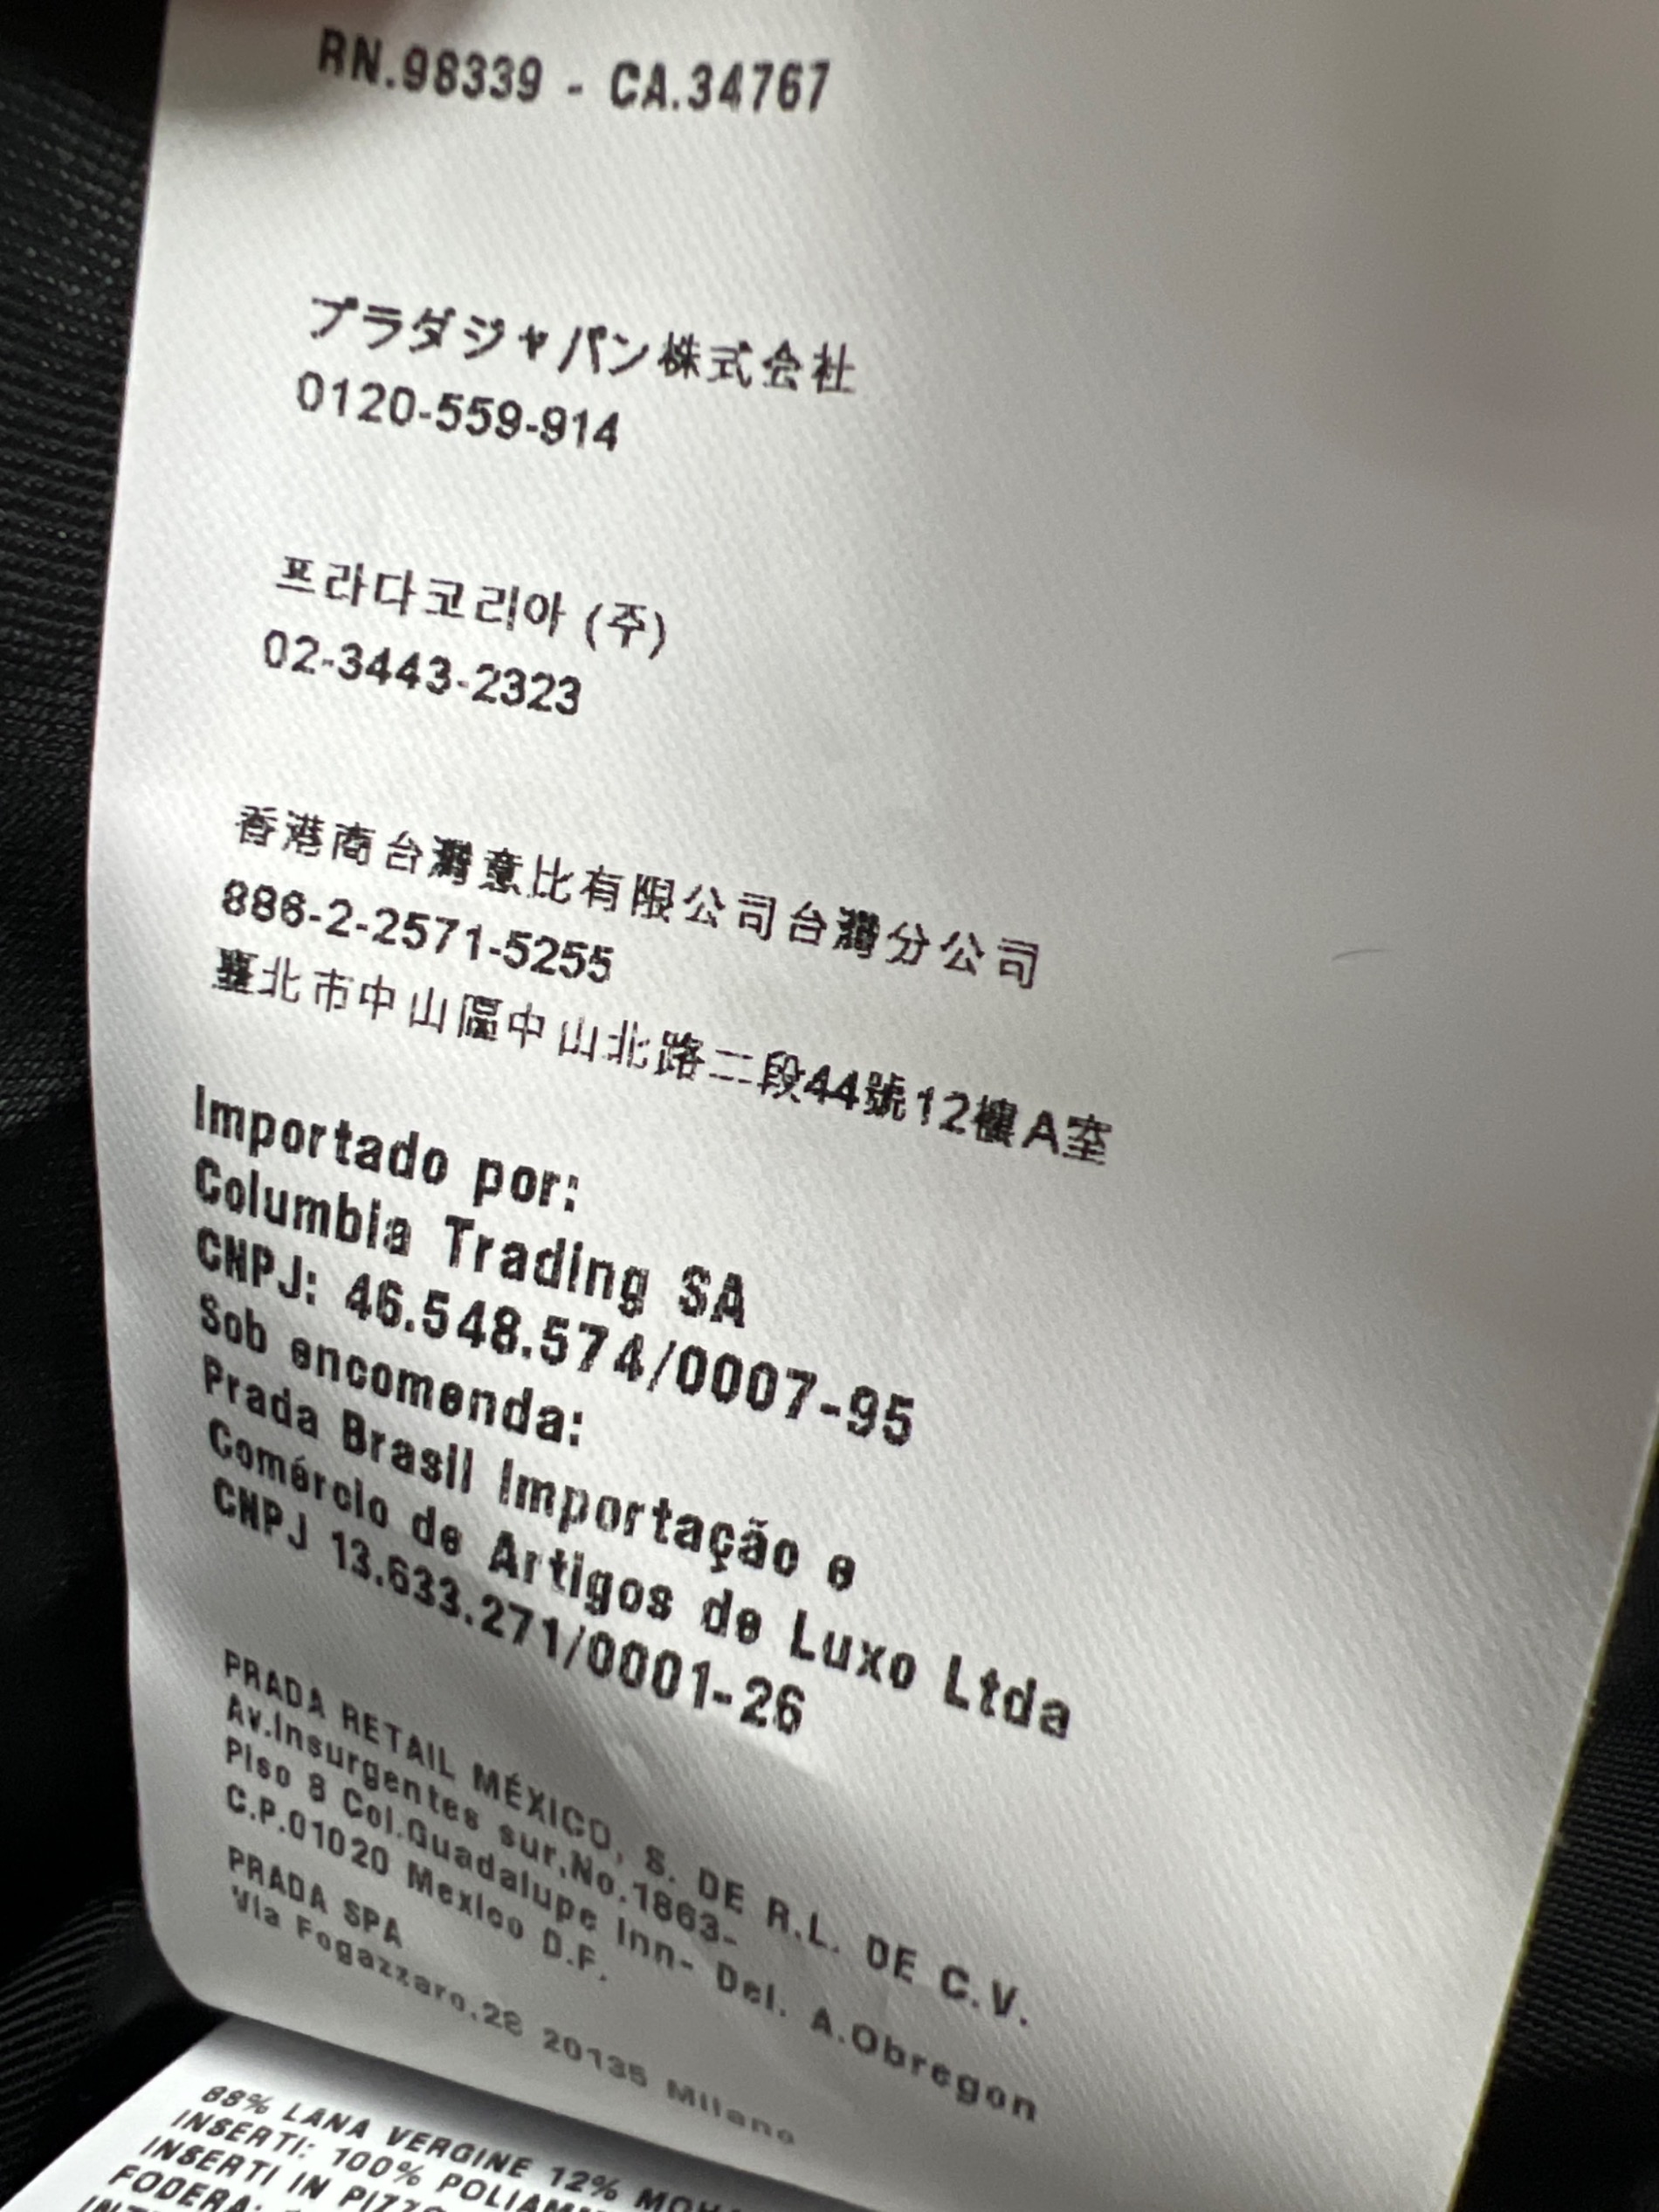 RN.98339 - CA.34767
プラダジャパン株式会社
0120-559-914
프라다코리아 (주)
02-3443-2323
香港商台灣意比有限公司台灣分公司
886-2-2571-5255
臺北市中山區中山北路二段44號12樓A室
Importado por:
Columbia Trading SA
CNPJ: 46.548.574/0007-95
Sob encomenda:
Prada Brasil Importação e
Comércio de Artigos de Luxo Ltda
CNPJ 13.633.271/0001-26
PRADA RETAIL MÉXICO, S. DE R.L. DE C.V.
Av.Insurgentes sur,No.1863-
Piso 8 Col.Guadalupe Inn- Del. A.Obregon
C.P.01020 Mexico D.F.
PRADA SPA
Via Fogazzaro,28 20135 Milano
88% LANA VERGINE 12%
INSERTI: 100%
INSERTI IN
FODERA: